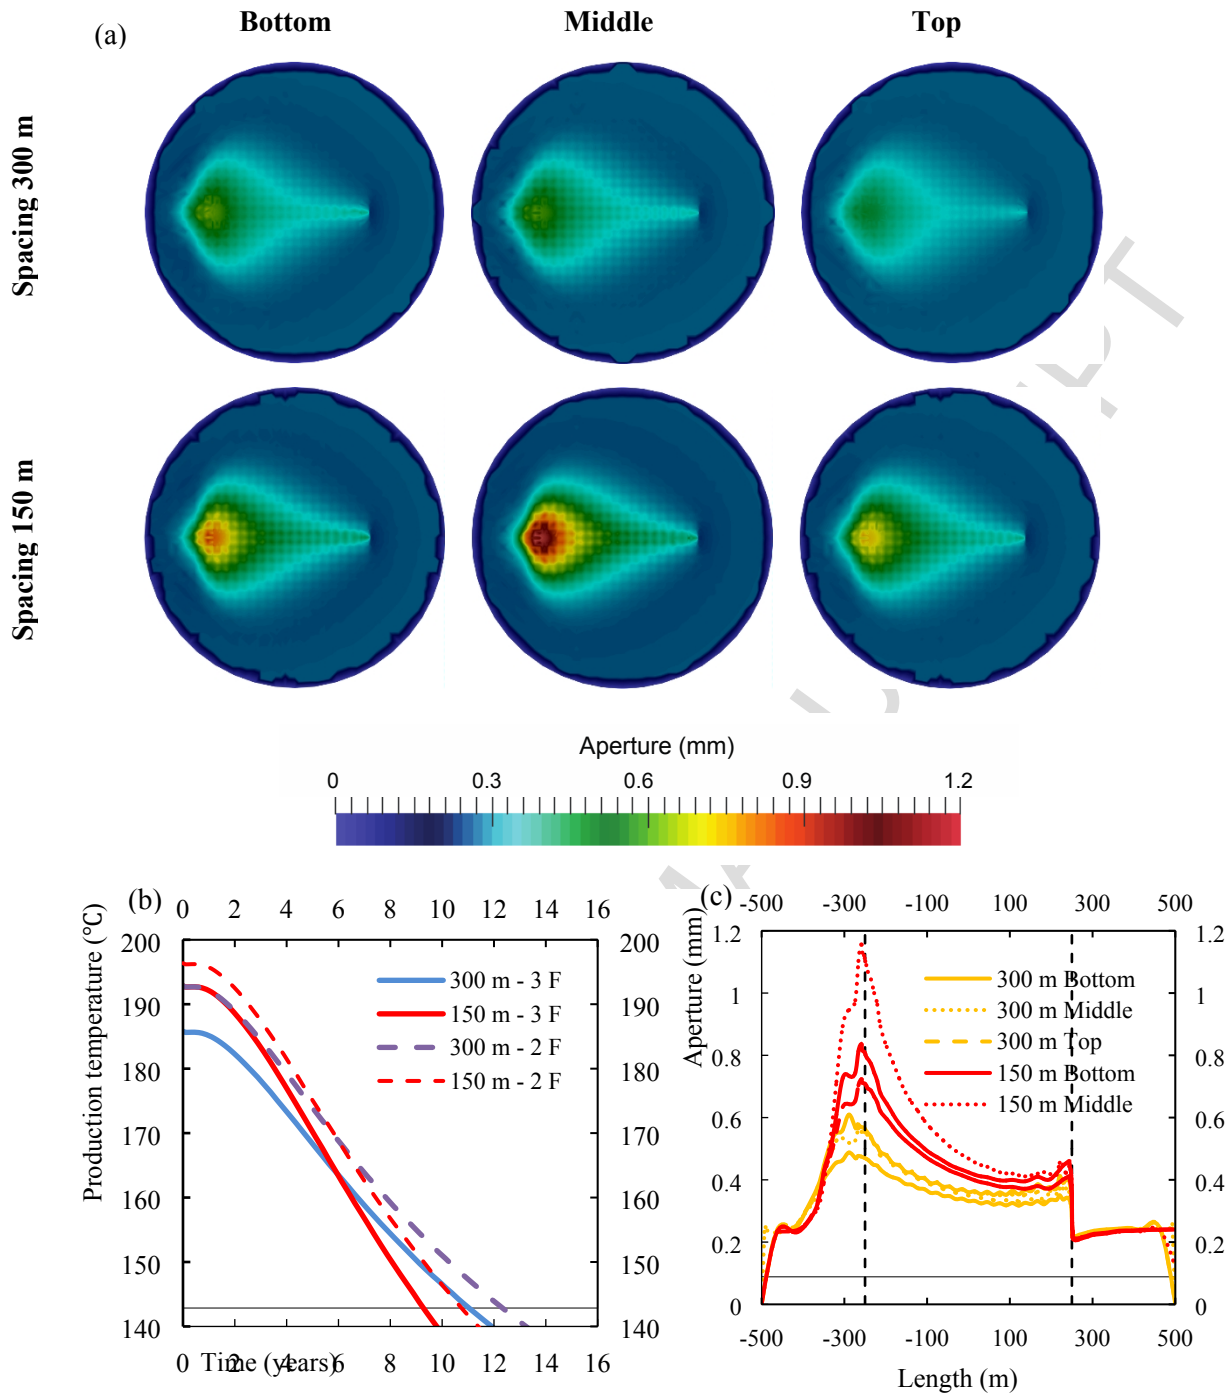 (a)
Bottom Middle Top
Spacing 300 m
Spacing 150 m
Aperture (mm)
0 0.3 0.6 0.9 1.2
(b)
0 2 4 6 8 10 12 14 16
Production temperature (℃)
200 200
190 190
180 180
170 170
160 160
150 150
140 140
300 m - 3 F
150 m - 3 F
300 m - 2 F
150 m - 2 F
0 2 4 6 8 10 12 14 16
Time (years)
(c)
-500 -300 -100 100 300 500
Aperture (mm)
1.2 1.2
1 1
0.8 0.8
0.6 0.6
0.4 0.4
0.2 0.2
0 0
300 m Bottom
300 m Middle
300 m Top
150 m Bottom
150 m Middle
-500 -300 -100 100 300 500
Length (m)